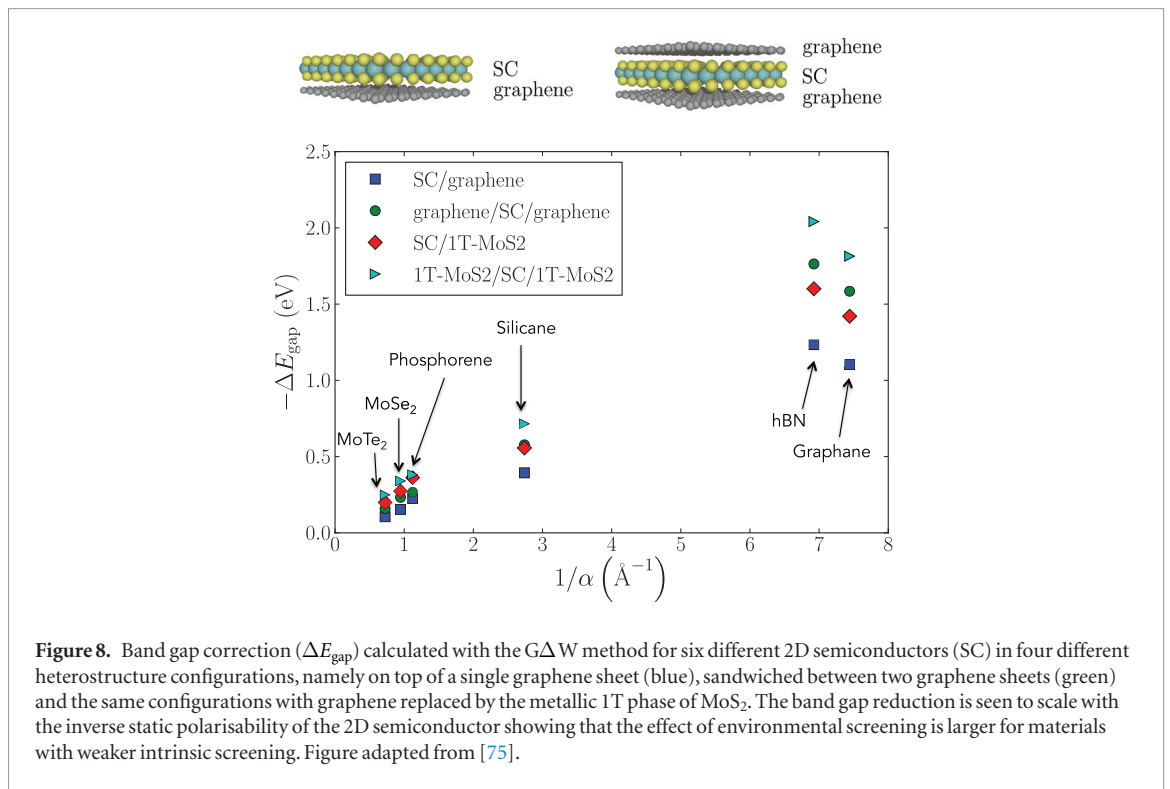 SC
graphene
graphene
SC
graphene
2.5
2.0
1.5
1.0
0.5
0.0
−ΔE_gap (eV)
SC/graphene
graphene/SC/graphene
SC/1T-MoS2
1T-MoS2/SC/1T-MoS2
Silicane
Phosphorene
MoSe₂
MoTe₂
hBN
Graphane
0 1 2 3 4 5 6 7 8
1/α (Å⁻¹)
Figure 8. Band gap correction (ΔE_gap) calculated with the GΔW method for six different 2D semiconductors (SC) in four different
heterostructure configurations, namely on top of a single graphene sheet (blue), sandwiched between two graphene sheets (green)
and the same configurations with graphene replaced by the metallic 1T phase of MoS₂. The band gap reduction is seen to scale with
the inverse static polarisability of the 2D semiconductor showing that the effect of environmental screening is larger for materials
with weaker intrinsic screening. Figure adapted from [75].